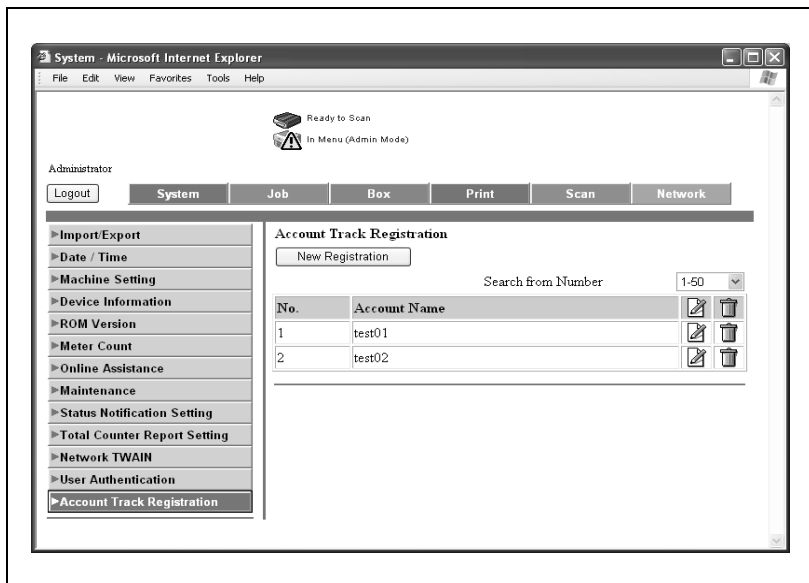 System - Microsoft Internet Explorer
File Edit View Favorites Tools Help
Ready to Scan
In Menu (Admin Mode)
Administrator
Logout System Job Box Print Scan Network
Import/Export
Date / Time
Machine Setting
Device Information
ROM Version
Meter Count
Online Assistance
Maintenance
Status Notification Setting
Total Counter Report Setting
Network TWAIN
User Authentication
Account Track Registration
Account Track Registration
New Registration
Search from Number 1-50
No. Account Name
1 test01
2 test02